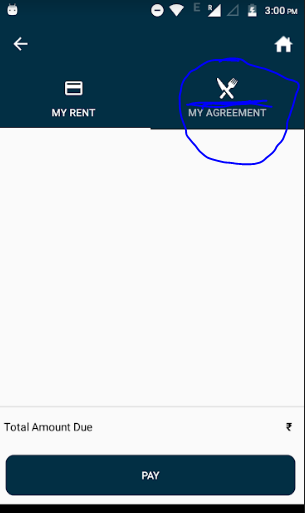 E R 3:00 PM
MY RENT MY AGREEMENT
Total Amount Due ₹
PAY